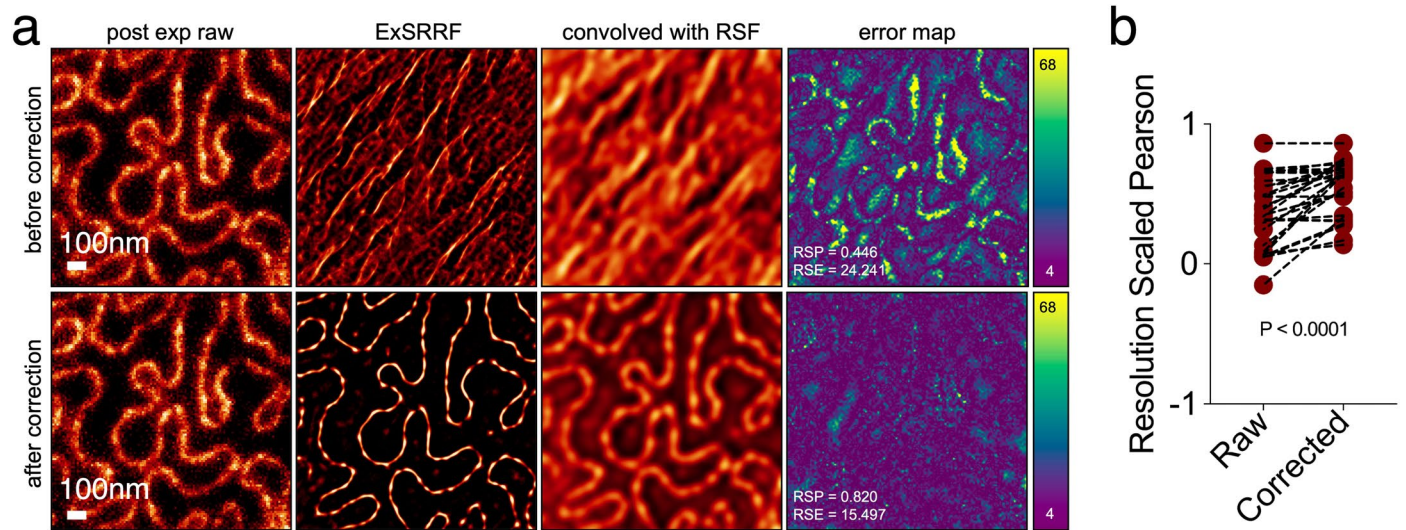 a
post exp raw
ExSRRF
convolved with RSF
error map
before correction
100nm
RSP = 0.446
RSE = 24.241
68
4
after correction
100nm
RSP = 0.820
RSE = 15.497
68
4
b
Resolution Scaled Pearson
1
0
-1
P < 0.0001
Raw
Corrected